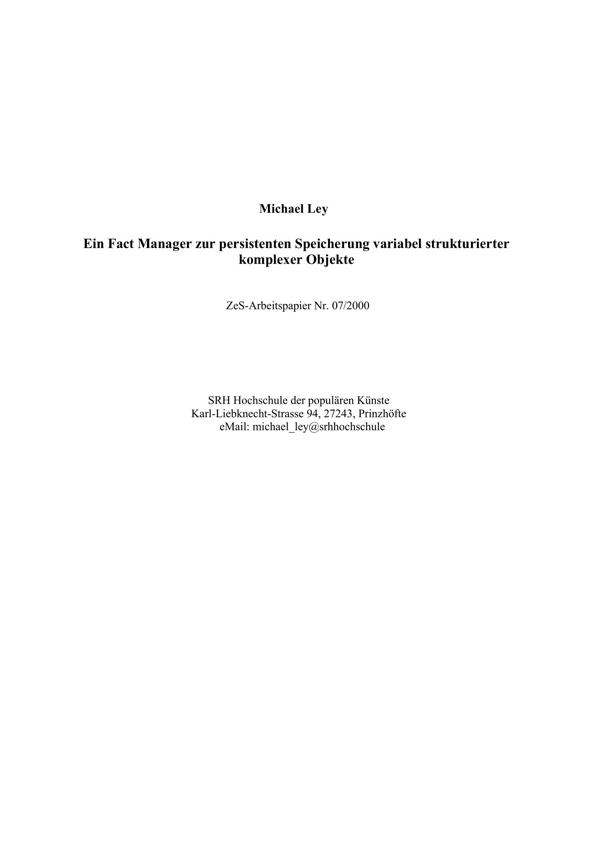 Michael Ley
Ein Fact Manager zur persistenten Speicherung variabel strukturierter
komplexer Objekte
ZeS-Arbeitspapier Nr. 07/2000
SRH Hochschule der populären Künste
Karl-Liebknecht-Strasse 94, 27243, Prinzhöfte
eMail: michael_ley@srhhochschule